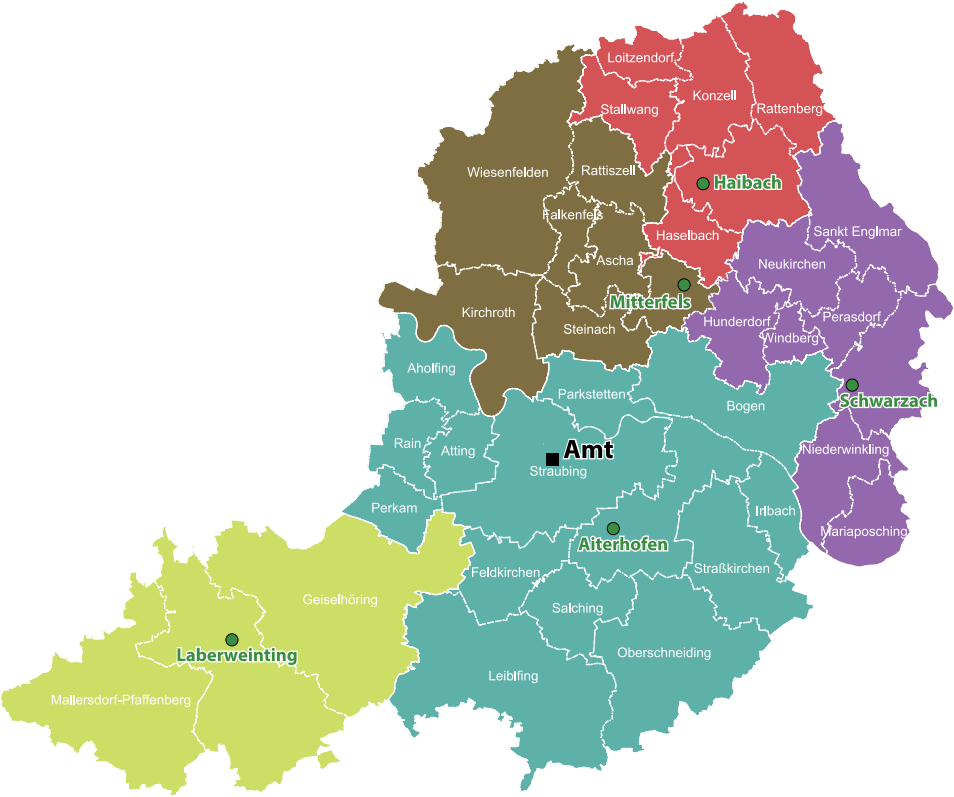 Loitzendorf
Konzell
Stallwang
Rattenberg
Wiesenfelden
Rattiszell
Haibach
Falkenfels
Haselbach
Sankt Englmar
Ascha
Neukirchen
Mitterfels
Kirchroth
Steinach
Hunderdorf
Perasdorf
Windberg
Aholfing
Parkstetten
Bogen
Schwarzach
Rain
Atting
Amt
Straubing
Niederwinkling
Perkam
Irlbach
Mariaposching
Aiterhofen
Feldkirchen
Straßkirchen
Geiselhöring
Salching
Laberweinting
Oberschneiding
Leiblfing
Mallersdorf-Pfaffenberg